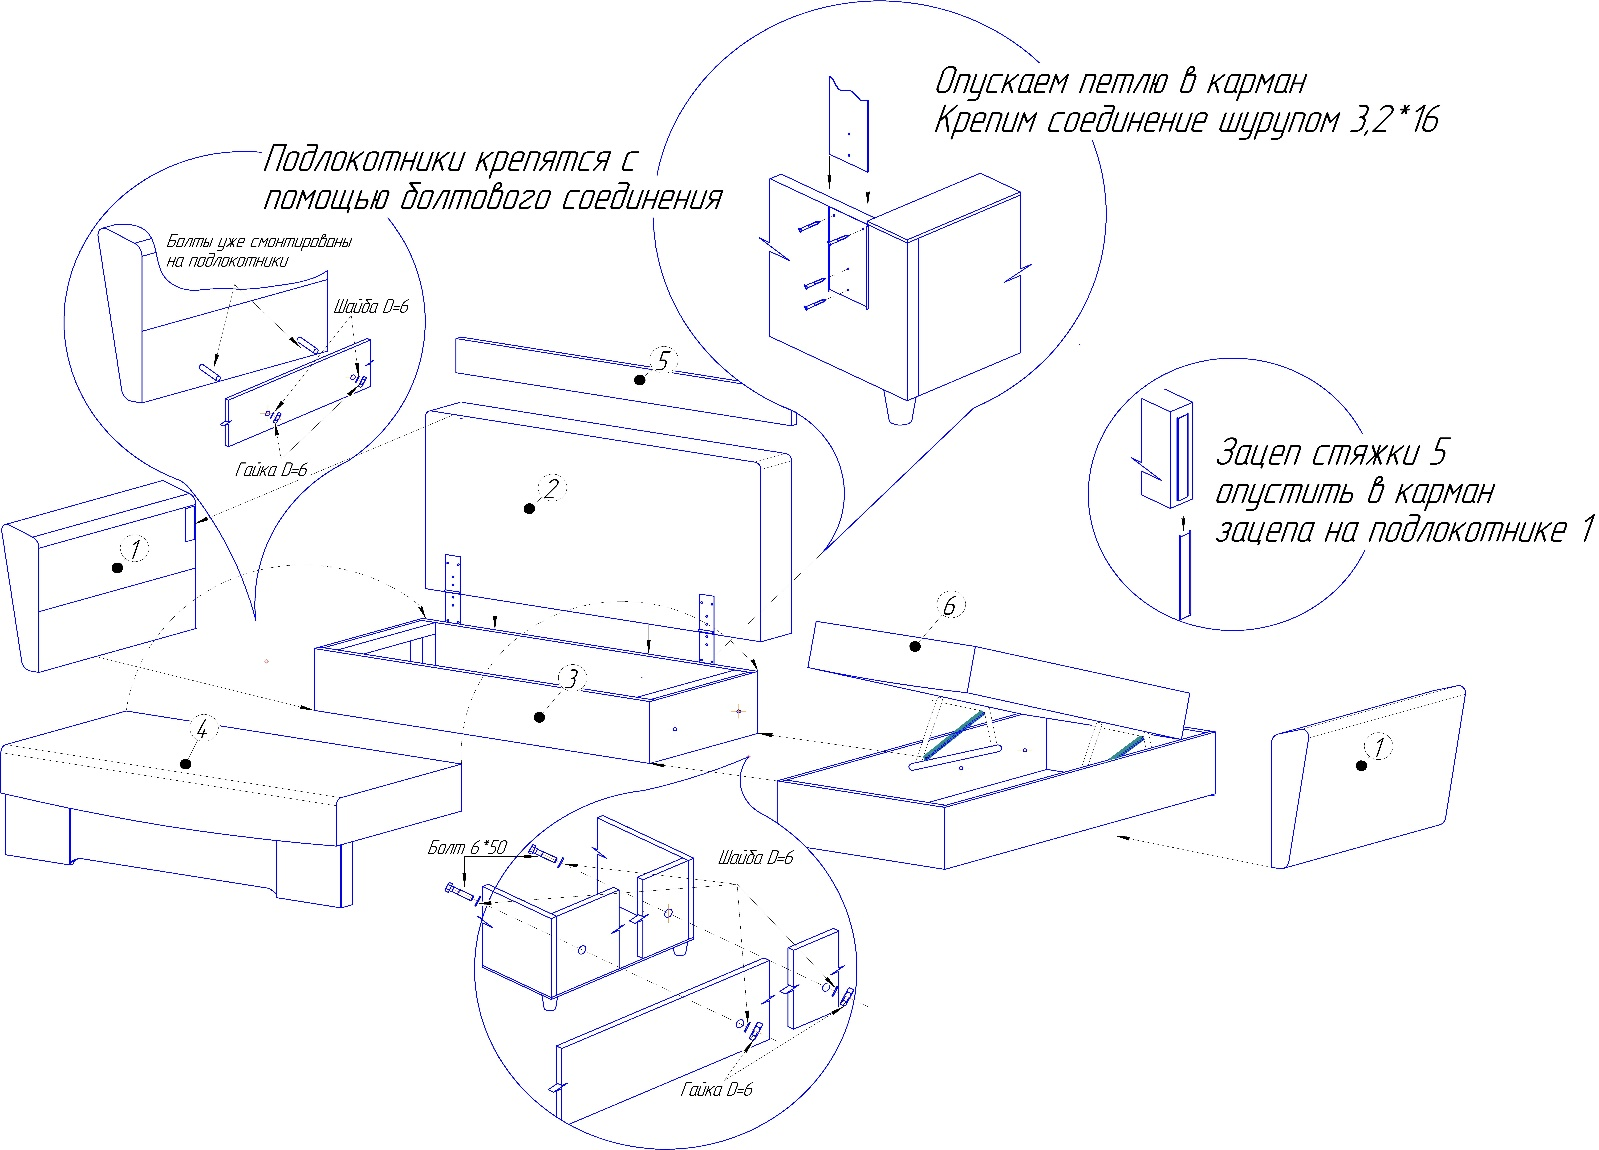 Опускаем петлю в карман
Крепим соединение шурупом 3,2*16
Подлокотники крепятся с
помощью болтового соединения
Болты уже смонтированы
на подлокотники
Шайба D=6
Гайка D=6
5
2
1
Зацеп стяжки 5
опустить в карман
зацепа на подлокотнике 1
6
3
4
1
Болт 6*50
Шайба D=6
Гайка D=6